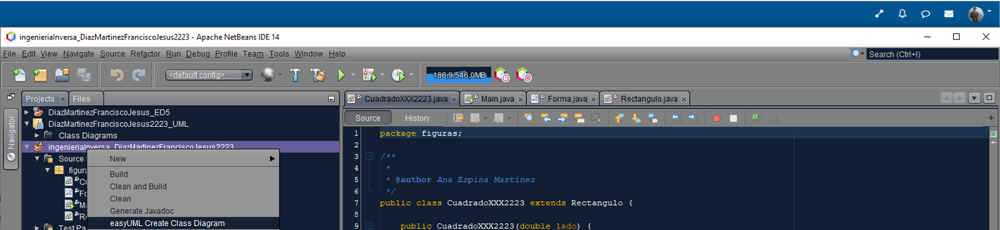 ingenieriaInversa_DiazMartinezFranciscoJesus2223 - Apache NetBeans IDE 14
File Edit View Navigate Source Refactor Run Debug Profile Team Tools Window Help
Search (Ctrl+I)
<default config>
186,9/546,0MB
Projects Files
Navigator
DiazMartinezFranciscoJesus_ED5
DiazMartinezFranciscoJesus2223_UML
Class Diagrams
ingenieriaInversa_DiazMartinezFranciscoJesus2223
Source
figura
Cu
Fo
Ma
Re
Test Pa
New
Build
Clean and Build
Clean
Generate Javadoc
easyUML Create Class Diagram
CuadradoXXX2223.java Main.java Forma.java Rectangulo.java
Source History
1 package figuras;
2
3 /**
4 *
5 * @author Ana Espina Martínez
6 */
7 public class CuadradoXXX2223 extends Rectangulo {
8
9 public CuadradoXXX2223(double lado) {